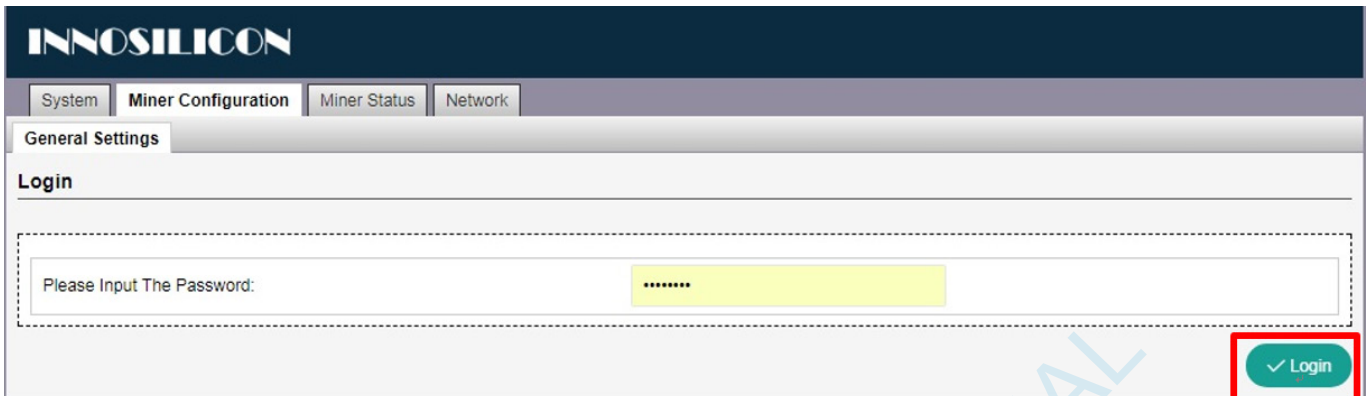 INNOSILICON
System Miner Configuration Miner Status Network
General Settings
Login
Please Input The Password: ••••••••
Login